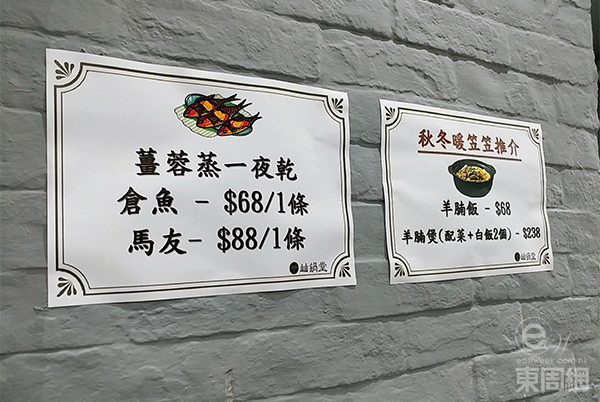 薑蓉蒸一夜乾
倉魚 - $68/1條
馬友- $88/1條
秋冬暖笠笠推介
羊腩飯 - $68
羊腩煲(配菜+白飯2個) - $238
東周網